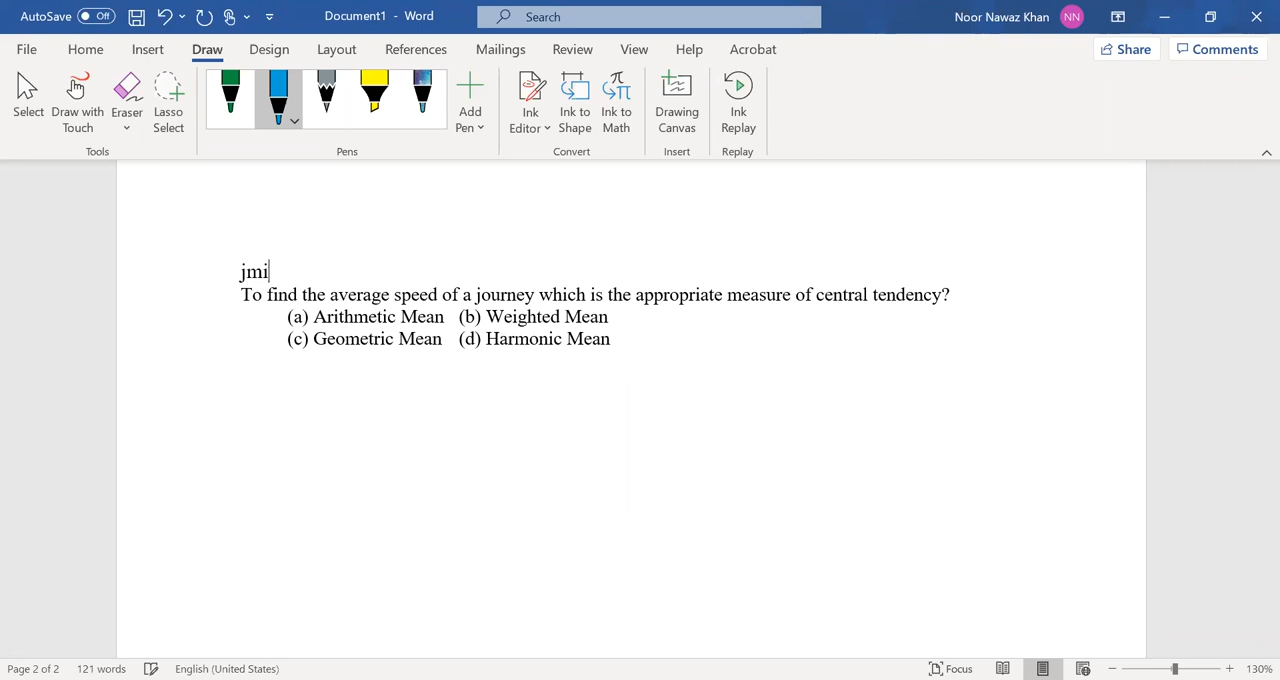 AutoSave Off Document1 - Word Search Noor Nawaz Khan NN
File Home Insert Draw Design Layout References Mailings Review View Help Acrobat Share Comments
Select Draw with Touch Eraser Lasso Select Add Pen Ink Editor Ink to Shape Ink to Math Drawing Canvas Ink Replay
Tools Pens Convert Insert Replay
jmi
To find the average speed of a journey which is the appropriate measure of central tendency?
(a) Arithmetic Mean (b) Weighted Mean
(c) Geometric Mean (d) Harmonic Mean
Page 2 of 2 121 words English (United States) Focus 130%